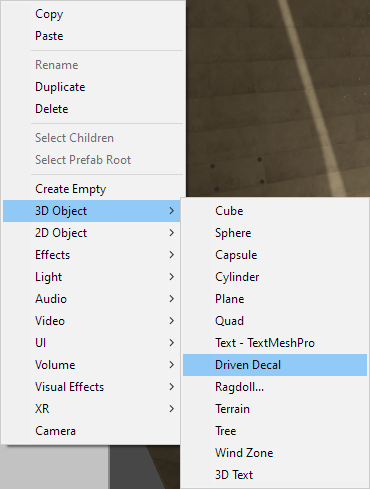 Copy
Paste
Rename
Duplicate
Delete
Select Children
Select Prefab Root
Create Empty
3D Object
2D Object
Effects
Light
Audio
Video
UI
Volume
Visual Effects
XR
Camera
Cube
Sphere
Capsule
Cylinder
Plane
Quad
Text - TextMeshPro
Driven Decal
Ragdoll...
Terrain
Tree
Wind Zone
3D Text